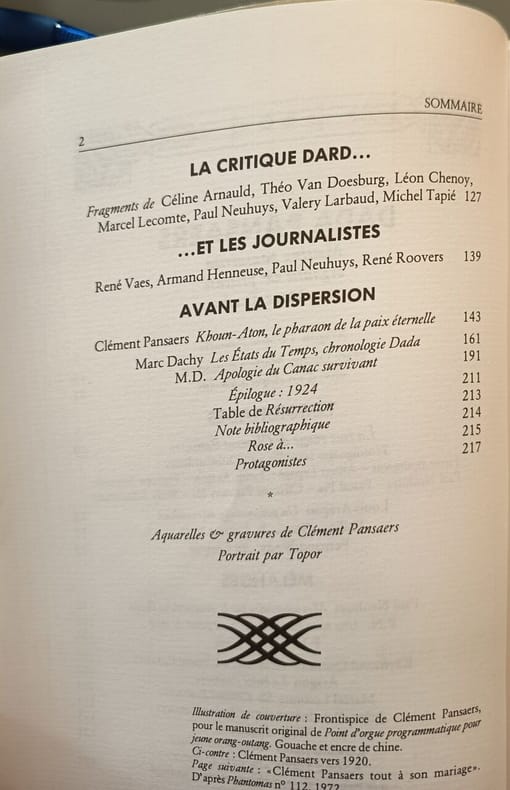 2
SOMMAIRE
LA CRITIQUE DARD...
Fragments de Céline Arnauld, Théo Van Doesburg, Léon Chenoy,
Marcel Lecomte, Paul Neuhuys, Valery Larbaud, Michel Tapié 127
...ET LES JOURNALISTES
René Vaes, Armand Henneuse, Paul Neuhuys, René Roovers 139
AVANT LA DISPERSION
Clément Pansaers Khoun-Aton, le pharaon de la paix éternelle 143
Marc Dachy Les États du Temps, chronologie Dada 161
M.D. Apologie du Canac survivant 191
Épilogue : 1924 211
Table de Résurrection 213
Note bibliographique 214
Rose à... 215
Protagonistes 217
*
Aquarelles & gravures de Clément Pansaers
Portrait par Topor
Illustration de couverture : Frontispice de Clément Pansaers,
pour le manuscrit original de Point d'orgue programmatique pour
jeune orang-outang. Gouache et encre de chine.
Ci-contre : Clément Pansaers vers 1920.
Page suivante : «Clément Pansaers tout à son mariage».
D'après Phantomas n° 112, 1972